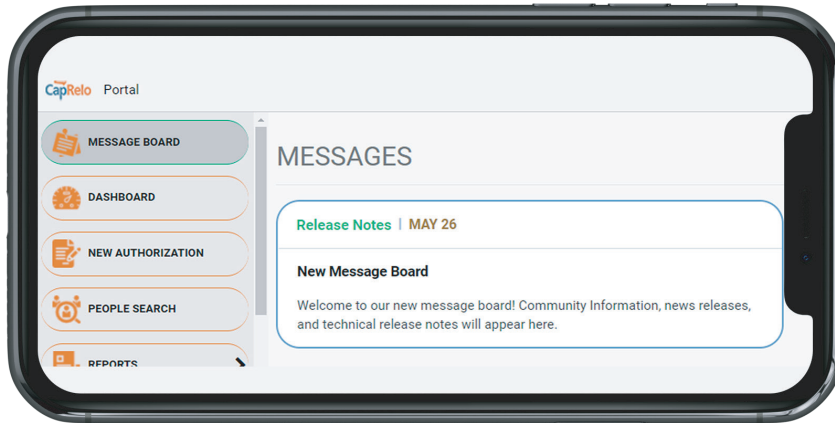 CapRelo Portal
MESSAGE BOARD
DASHBOARD
NEW AUTHORIZATION
PEOPLE SEARCH
REPORTS
MESSAGES
Release Notes | MAY 26
New Message Board
Welcome to our new message board! Community Information, news releases,
and technical release notes will appear here.